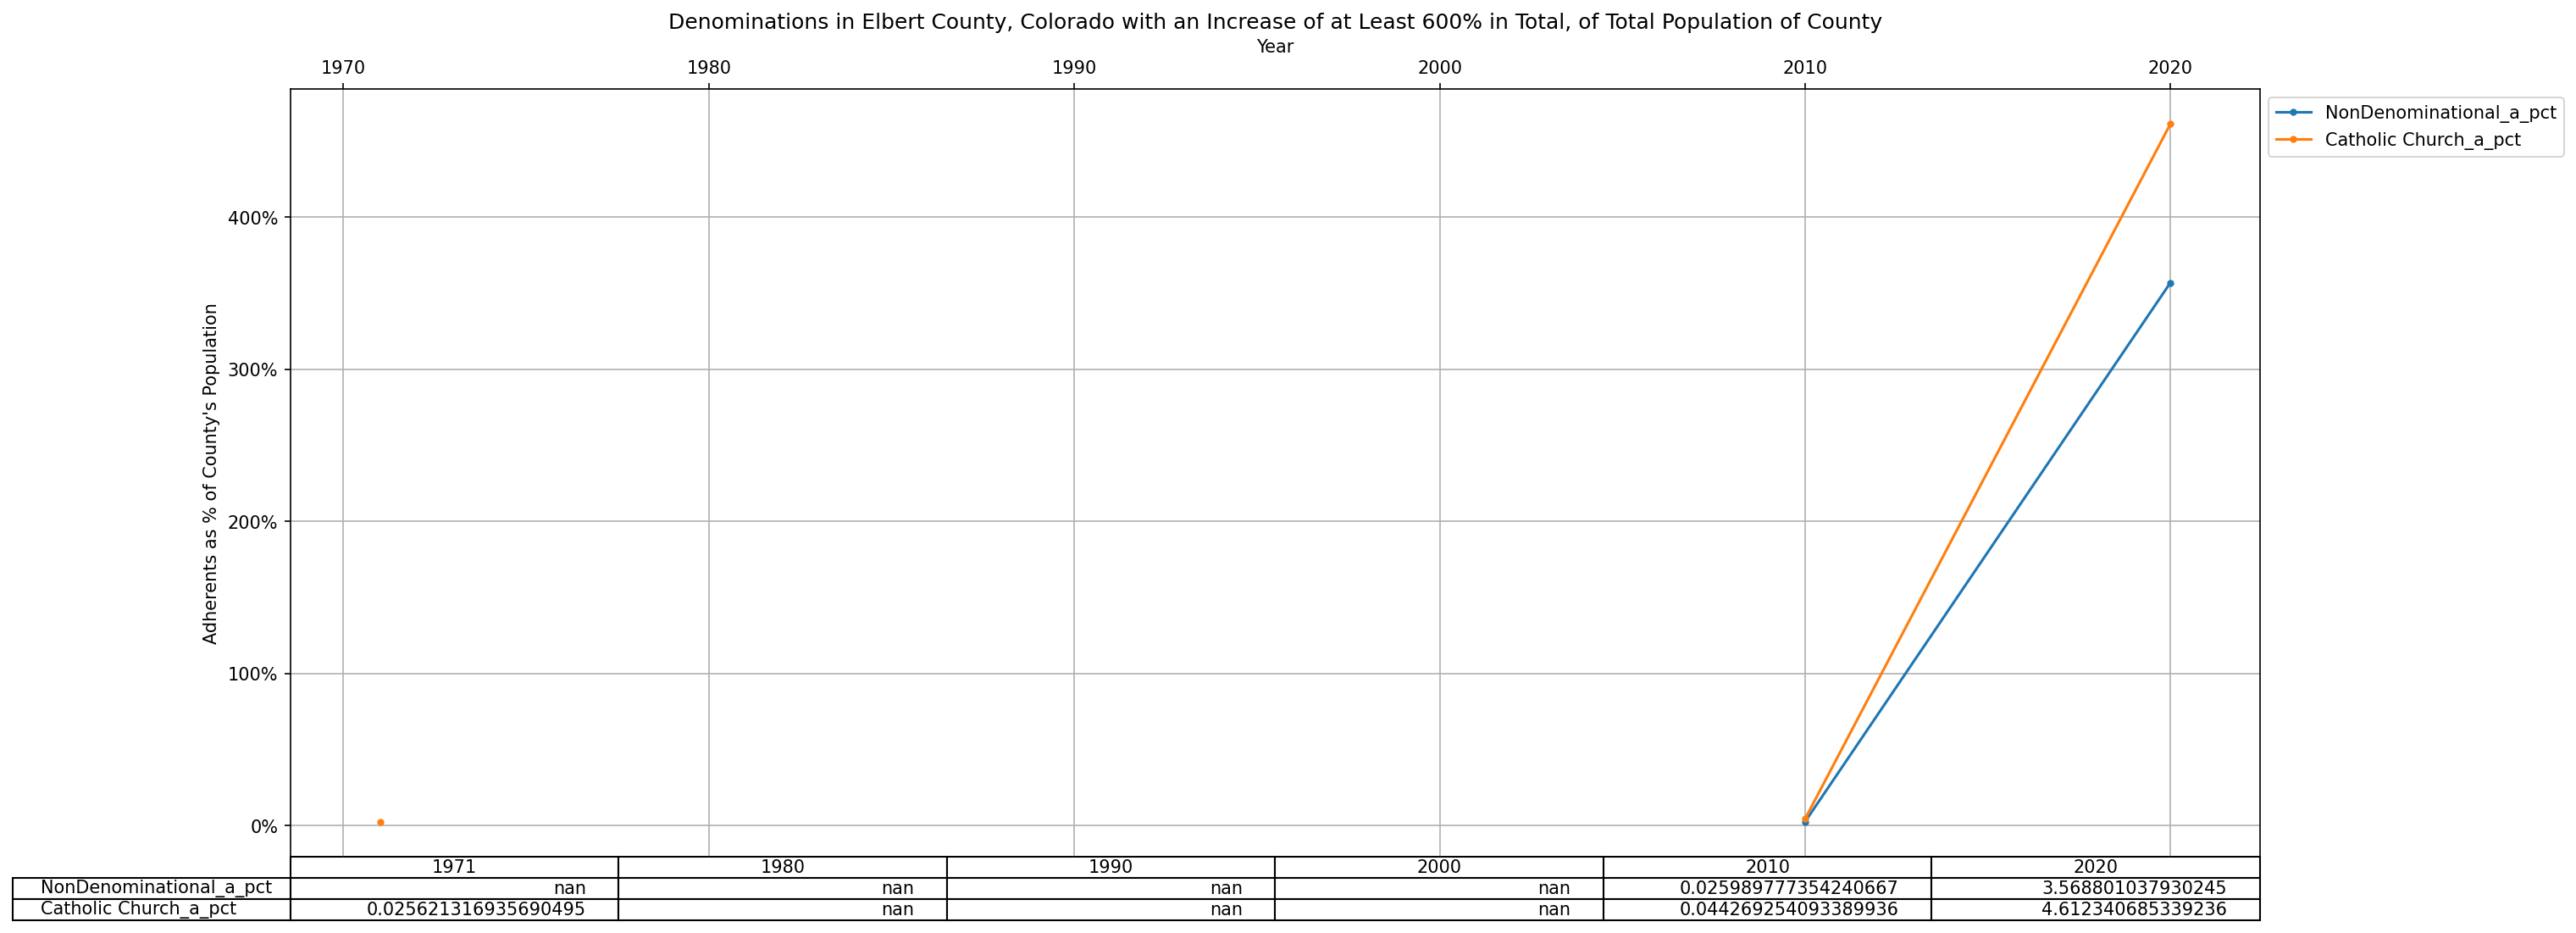 Denominations in Elbert County, Colorado with an Increase of at Least 600% in Total, of Total Population of County
Year
1970 1980 1990 2000 2010 2020
NonDenominational_a_pct
Catholic Church_a_pct
400%
300%
200%
100%
0%
Adherents as % of County's Population
1971 1980 1990 2000 2010 2020
NonDenominational_a_pct nan nan nan nan 0.025989777354240667 3.568801037930245
Catholic Church_a_pct 0.025621316935690495 nan nan nan 0.044269254093389936 4.612340685339236